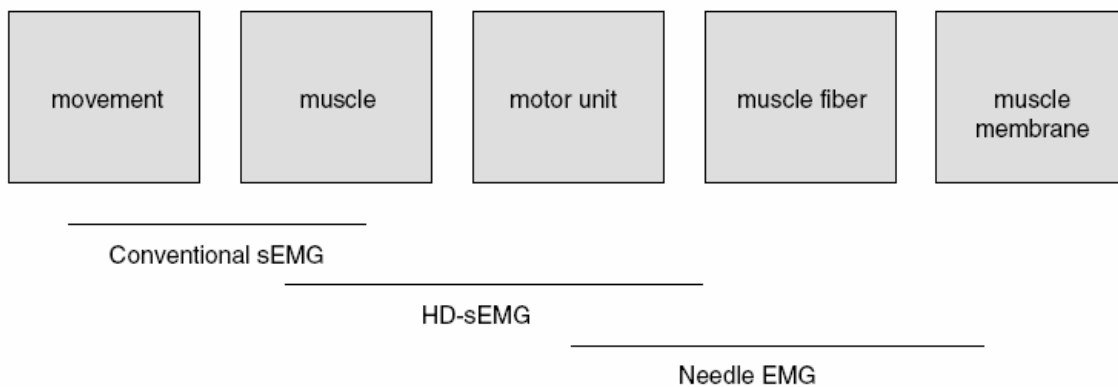 movement
muscle
motor unit
muscle fiber
muscle
membrane
Conventional sEMG
HD-sEMG
Needle EMG